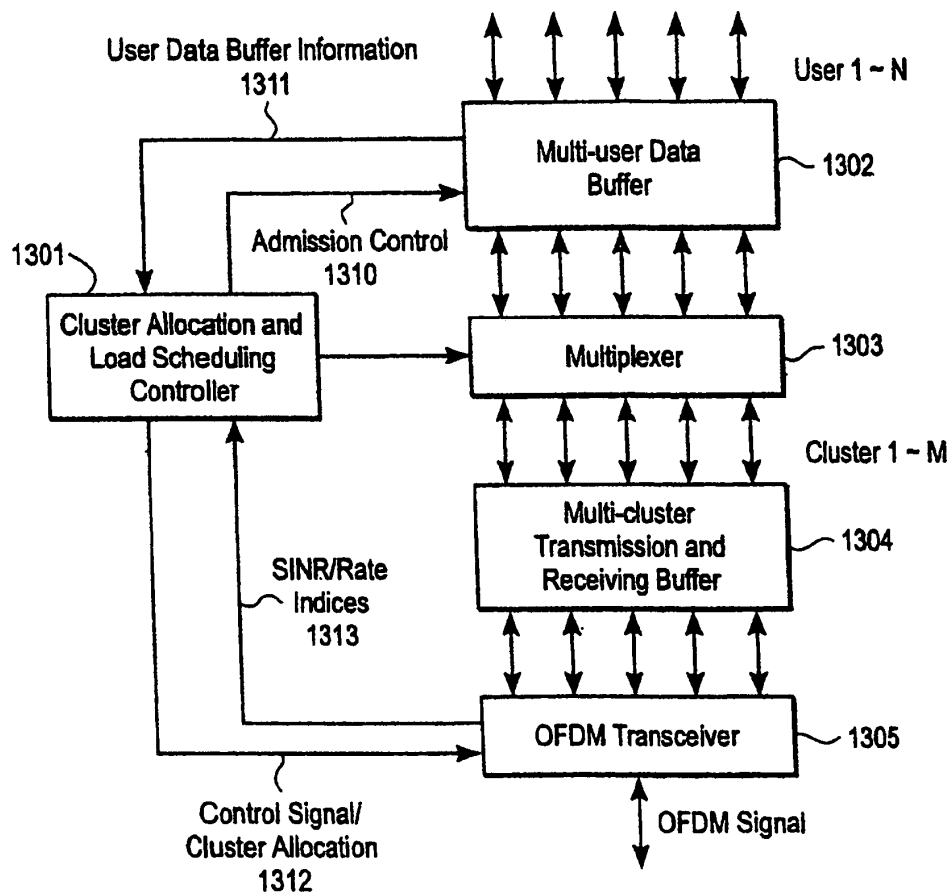 User Data Buffer Information
1311
User 1 ~ N
Multi-user Data
Buffer
1302
Admission Control
1310
1301
Cluster Allocation and
Load Scheduling
Controller
Multiplexer
1303
Cluster 1 ~ M
Multi-cluster
Transmission and
Receiving Buffer
1304
SINR/Rate
Indices
1313
OFDM Transceiver
1305
Control Signal/
Cluster Allocation
1312
OFDM Signal